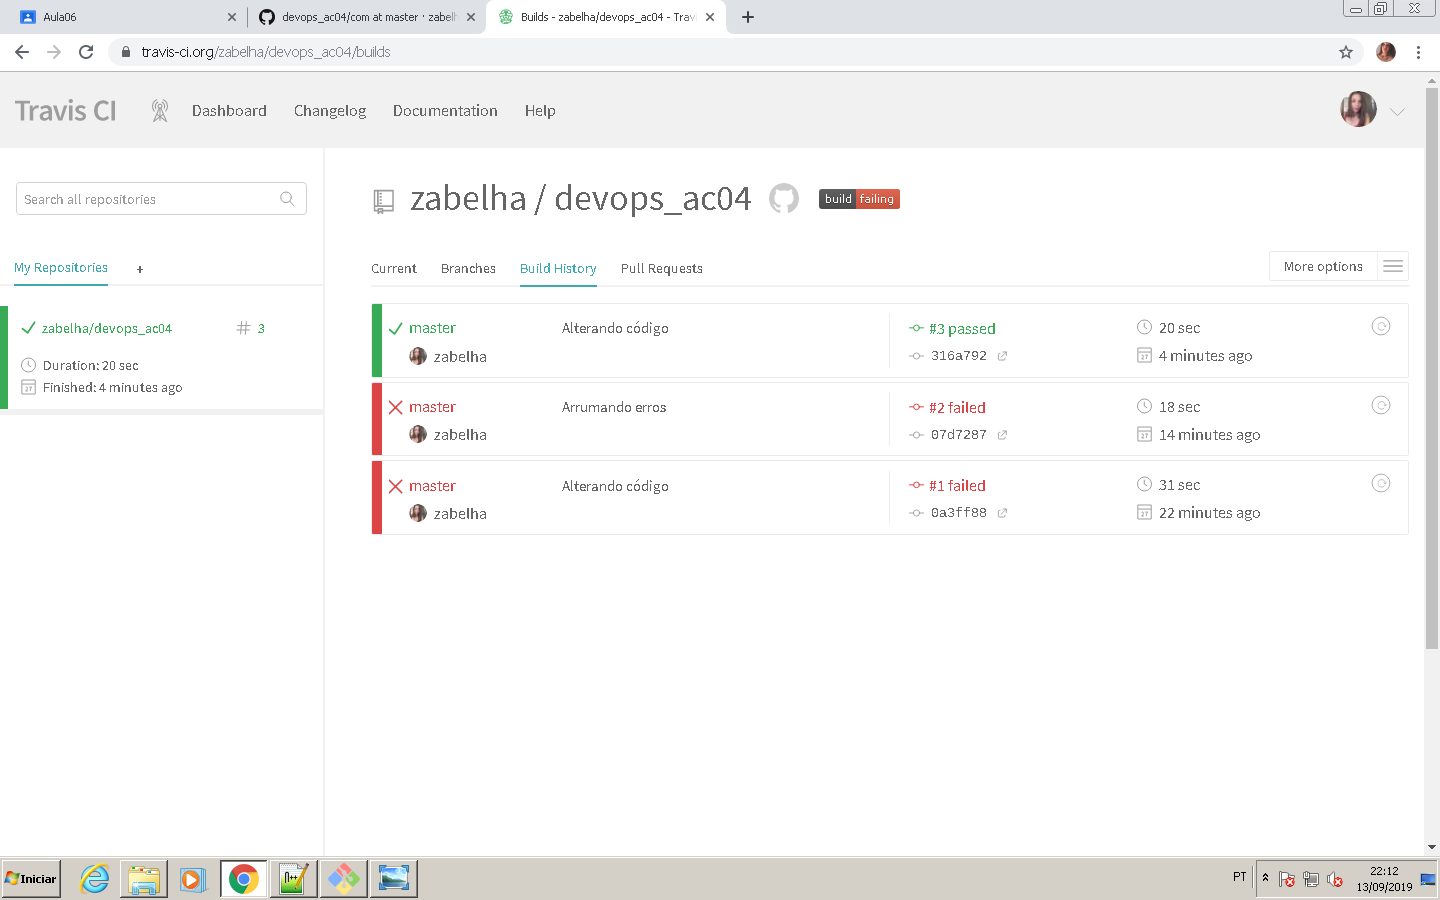 Aula06
devops_ac04/com at master · zabelh
Builds - zabelha/devops_ac04 - Trav
travis-ci.org/zabelha/devops_ac04/builds
Travis CI
Dashboard
Changelog
Documentation
Help
Search all repositories
My Repositories
+
zabelha/devops_ac04
# 3
Duration: 20 sec
Finished: 4 minutes ago
zabelha / devops_ac04
build failing
Current
Branches
Build History
Pull Requests
More options
master
Alterando código
#3 passed
20 sec
zabelha
316a792
4 minutes ago
master
Arrumando erros
#2 failed
18 sec
zabelha
07d7287
14 minutes ago
master
Alterando código
#1 failed
31 sec
zabelha
0a3ff88
22 minutes ago
Iniciar
PT
22:12
13/09/2019